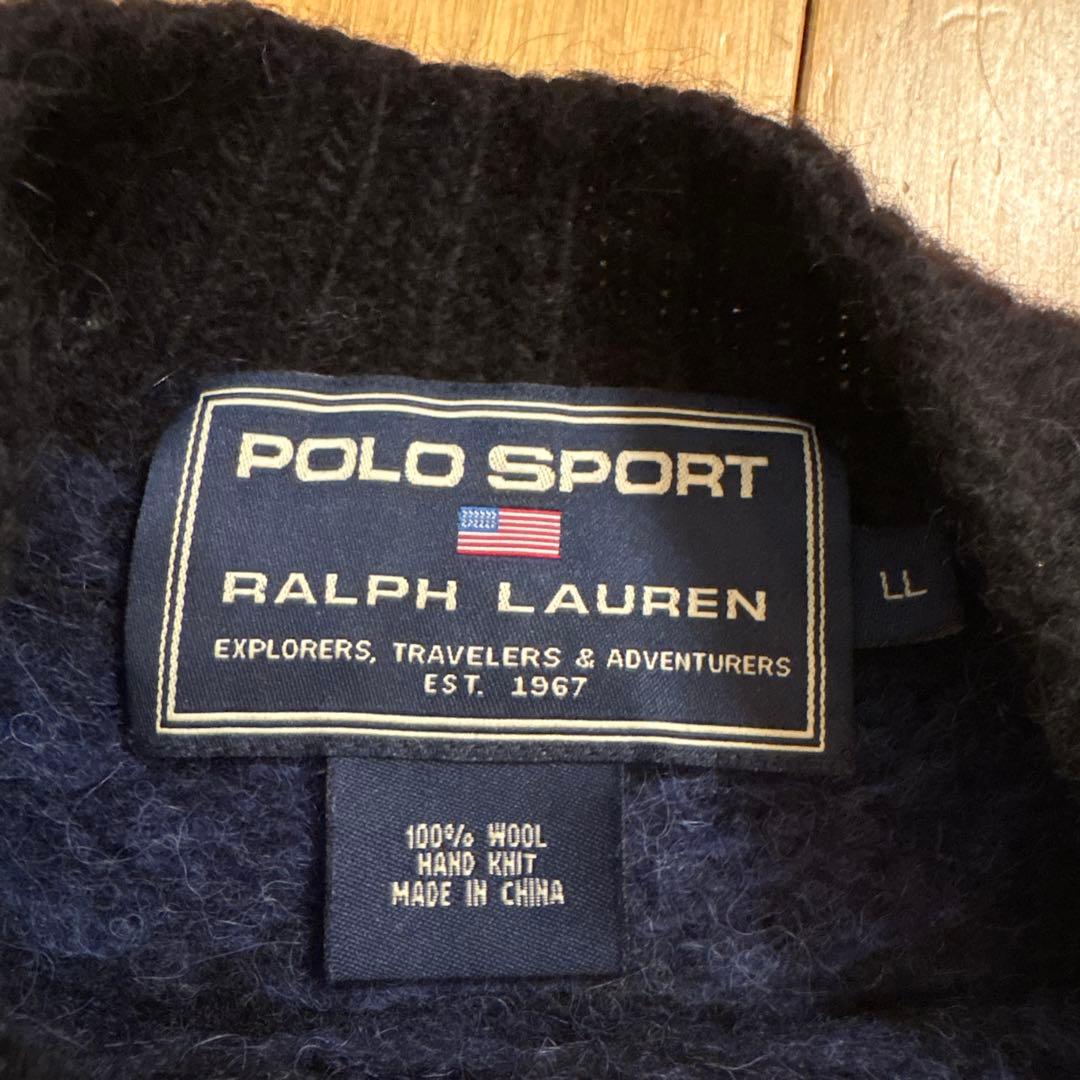 POLO SPORT
RALPH LAUREN
EXPLORERS, TRAVELERS & ADVENTURERS
EST. 1967
LL
100% WOOL
HAND KNIT
MADE IN CHINA